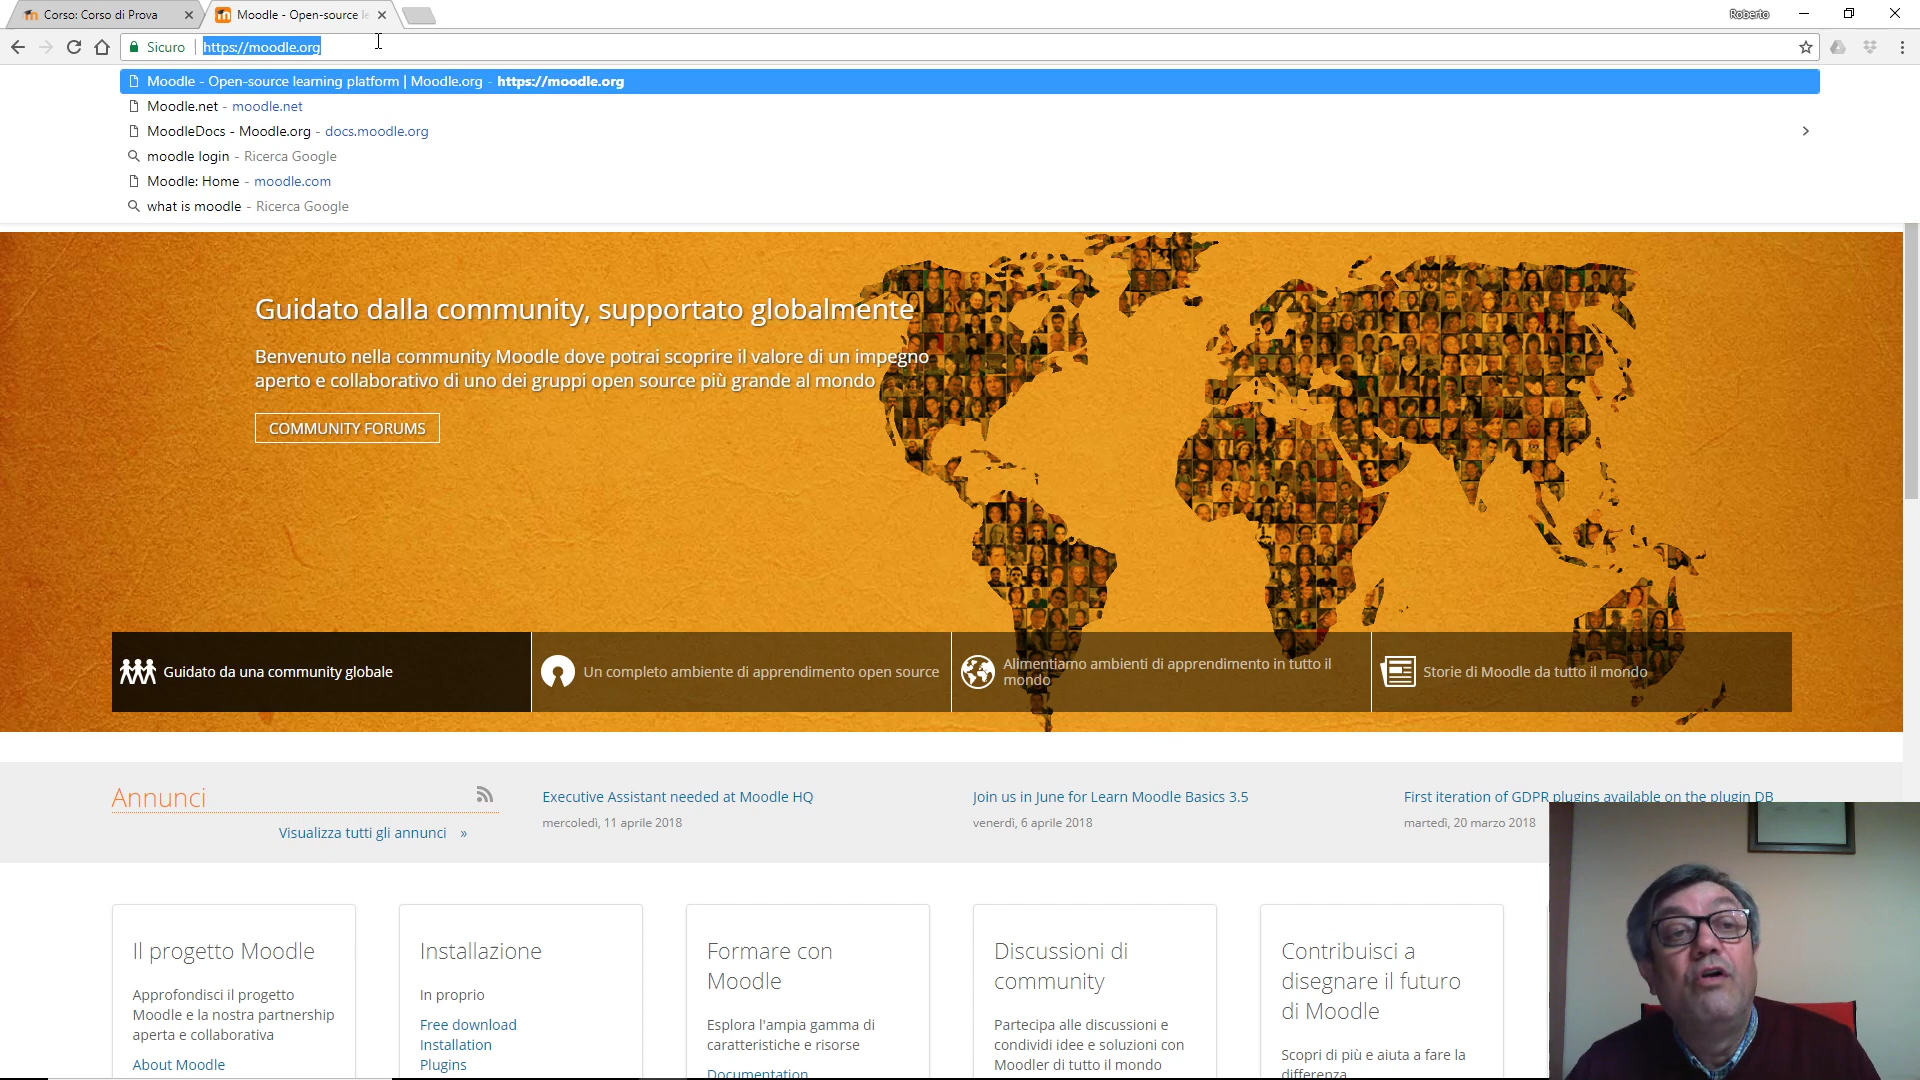 Corso: Corso di Prova
Moodle - Open-source le
Roberto
Sicuro
https://moodle.org
Moodle - Open-source learning platform | Moodle.org - https://moodle.org
Moodle.net - moodle.net
MoodleDocs - Moodle.org - docs.moodle.org
moodle login - Ricerca Google
Moodle: Home - moodle.com
what is moodle - Ricerca Google
Guidato dalla community, supportato globalmente
Benvenuto nella community Moodle dove potrai scoprire il valore di un impegno
aperto e collaborativo di uno dei gruppi open source più grande al mondo
COMMUNITY FORUMS
Guidato da una community globale
Un completo ambiente di apprendimento open source
Alimentiamo ambienti di apprendimento in tutto il
mondo
Storie di Moodle da tutto il mondo
Annunci
Visualizza tutti gli annunci »
Executive Assistant needed at Moodle HQ
mercoledì, 11 aprile 2018
Join us in June for Learn Moodle Basics 3.5
venerdì, 6 aprile 2018
First iteration of GDPR plugins available on the plugin DB
martedì, 20 marzo 2018
Il progetto Moodle
Approfondisci il progetto
Moodle e la nostra partnership
aperta e collaborativa
About Moodle
Installazione
In proprio
Free download
Installation
Plugins
Formare con
Moodle
Esplora l'ampia gamma di
caratteristiche e risorse
Documentation
Discussioni di
community
Partecipa alle discussioni e
condividi idee e soluzioni con
Moodler di tutto il mondo
Contribuisci a
disegnare il futuro
di Moodle
Scopri di più e aiuta a fare la
differenza